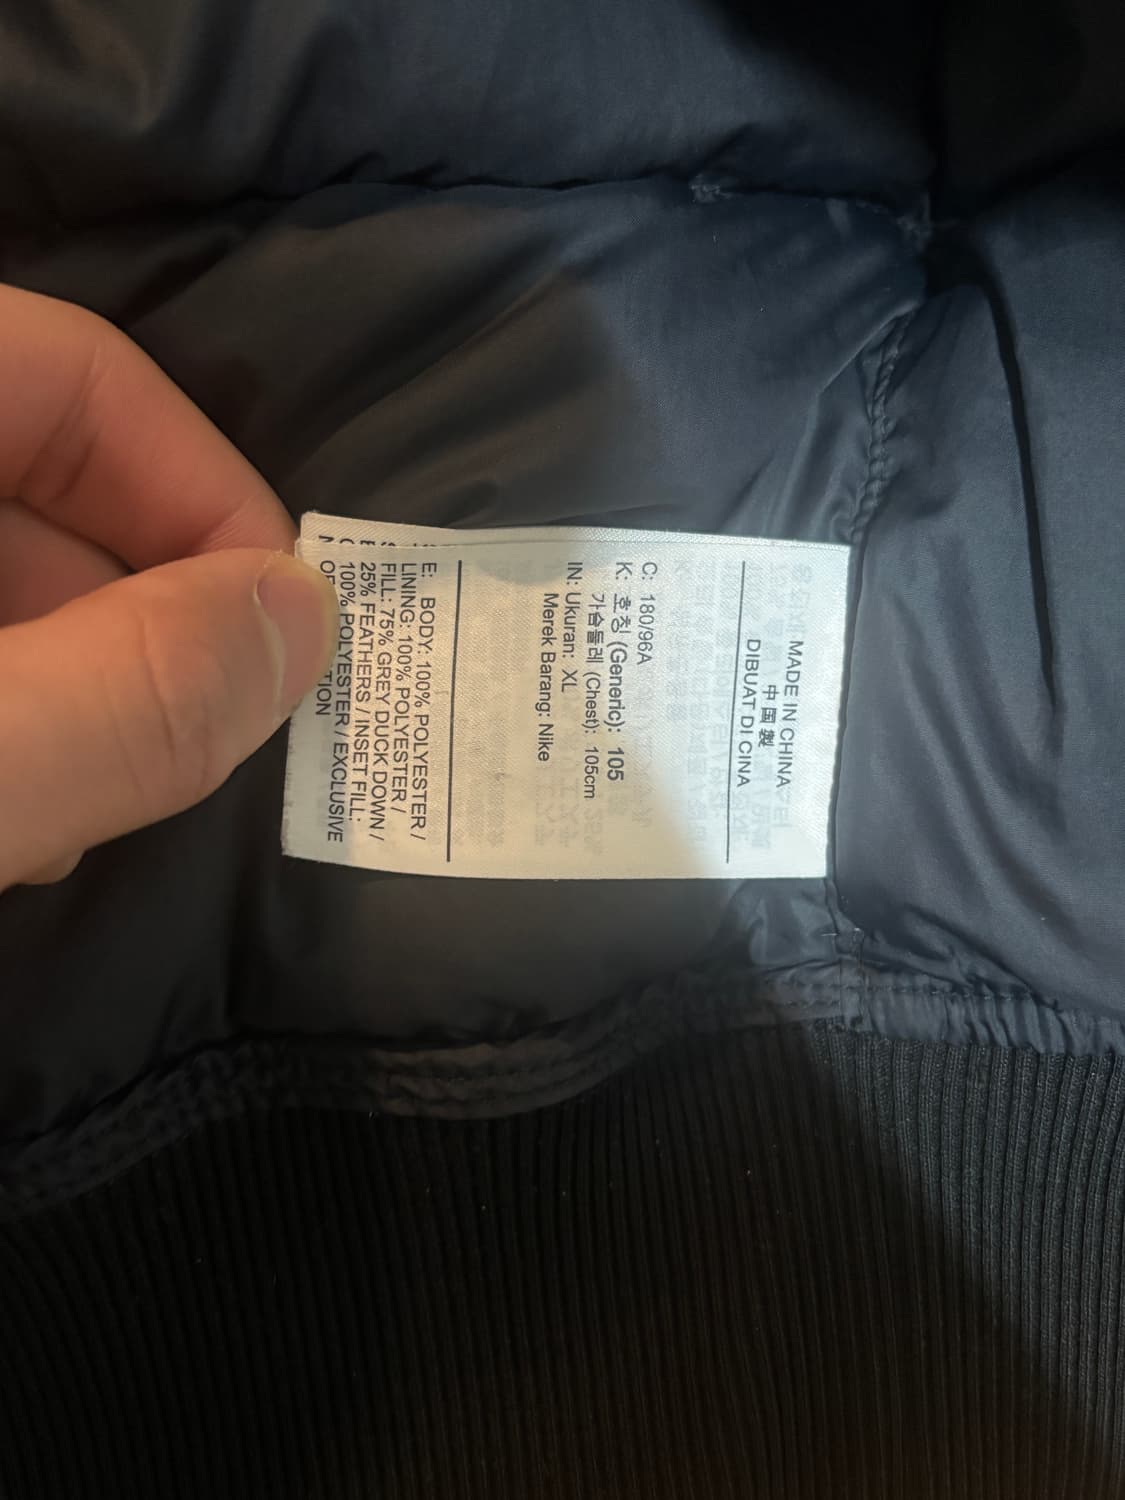 MADE IN CHINA
中国製
DIBUAT DI CINA
C: 180/96A
K: 호칭 (Generic): 105
가슴둘레 (Chest): 105cm
IN: Ukuran: XL
Merek Barang: Nike
E: BODY: 100% POLYESTER /
LINING: 100% POLYESTER /
FILL: 75% GREY DUCK DOWN /
25% FEATHERS / INSET FILL:
100% POLYESTER / EXCLUSIVE